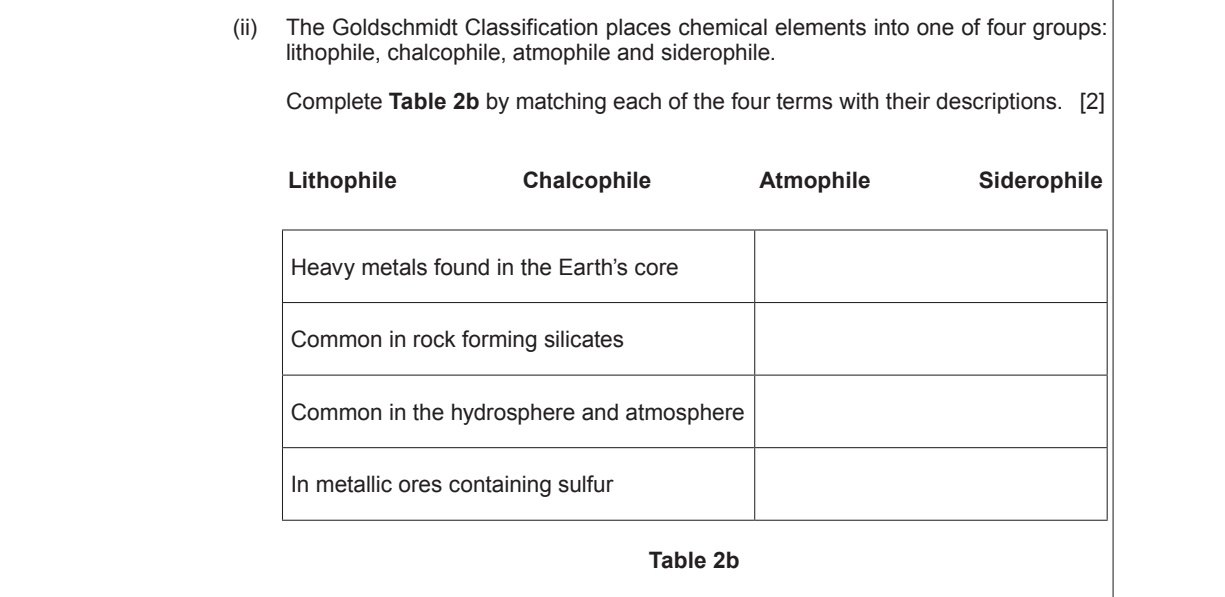 (ii) The Goldschmidt Classification places chemical elements into one of four groups:
lithophile, chalcophile, atmophile and siderophile.
Complete Table 2b by matching each of the four terms with their descriptions. [2]
Lithophile Chalcophile Atmophile Siderophile
Heavy metals found in the Earth's core
Common in rock forming silicates
Common in the hydrosphere and atmosphere
In metallic ores containing sulfur
Table 2b